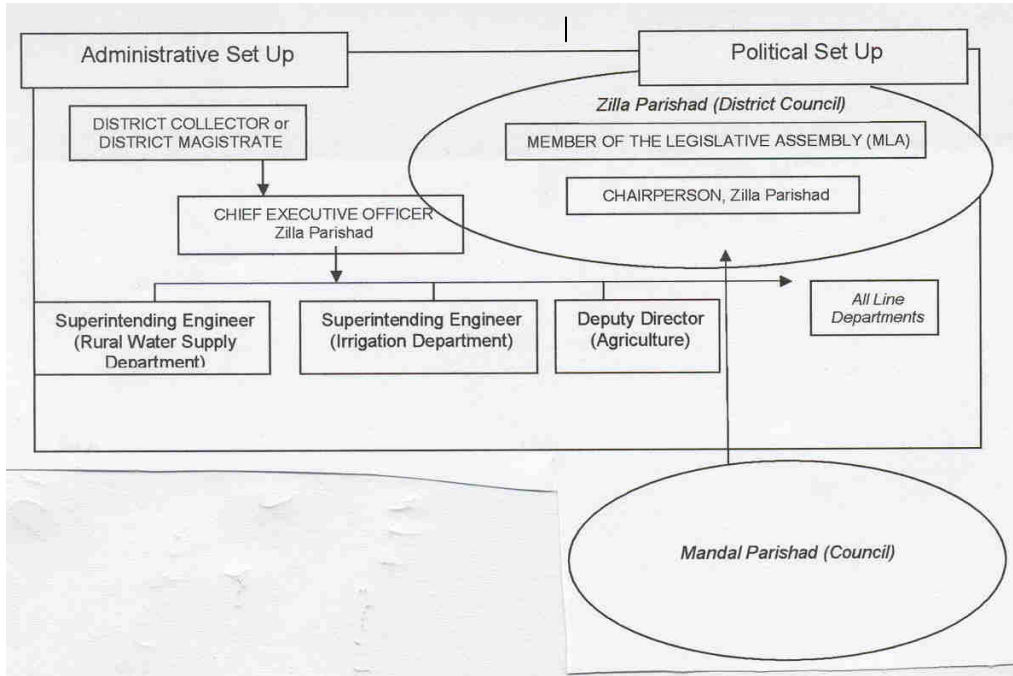 Administrative Set Up
Political Set Up
Zilla Parishad (District Council)
DISTRICT COLLECTOR or
DISTRICT MAGISTRATE
MEMBER OF THE LEGISLATIVE ASSEMBLY (MLA)
CHAIRPERSON, Zilla Parishad
CHIEF EXECUTIVE OFFICER
Zilla Parishad
Superintending Engineer
(Rural Water Supply
Department)
Superintending Engineer
(Irrigation Department)
Deputy Director
(Agriculture)
All Line
Departments
Mandal Parishad (Council)